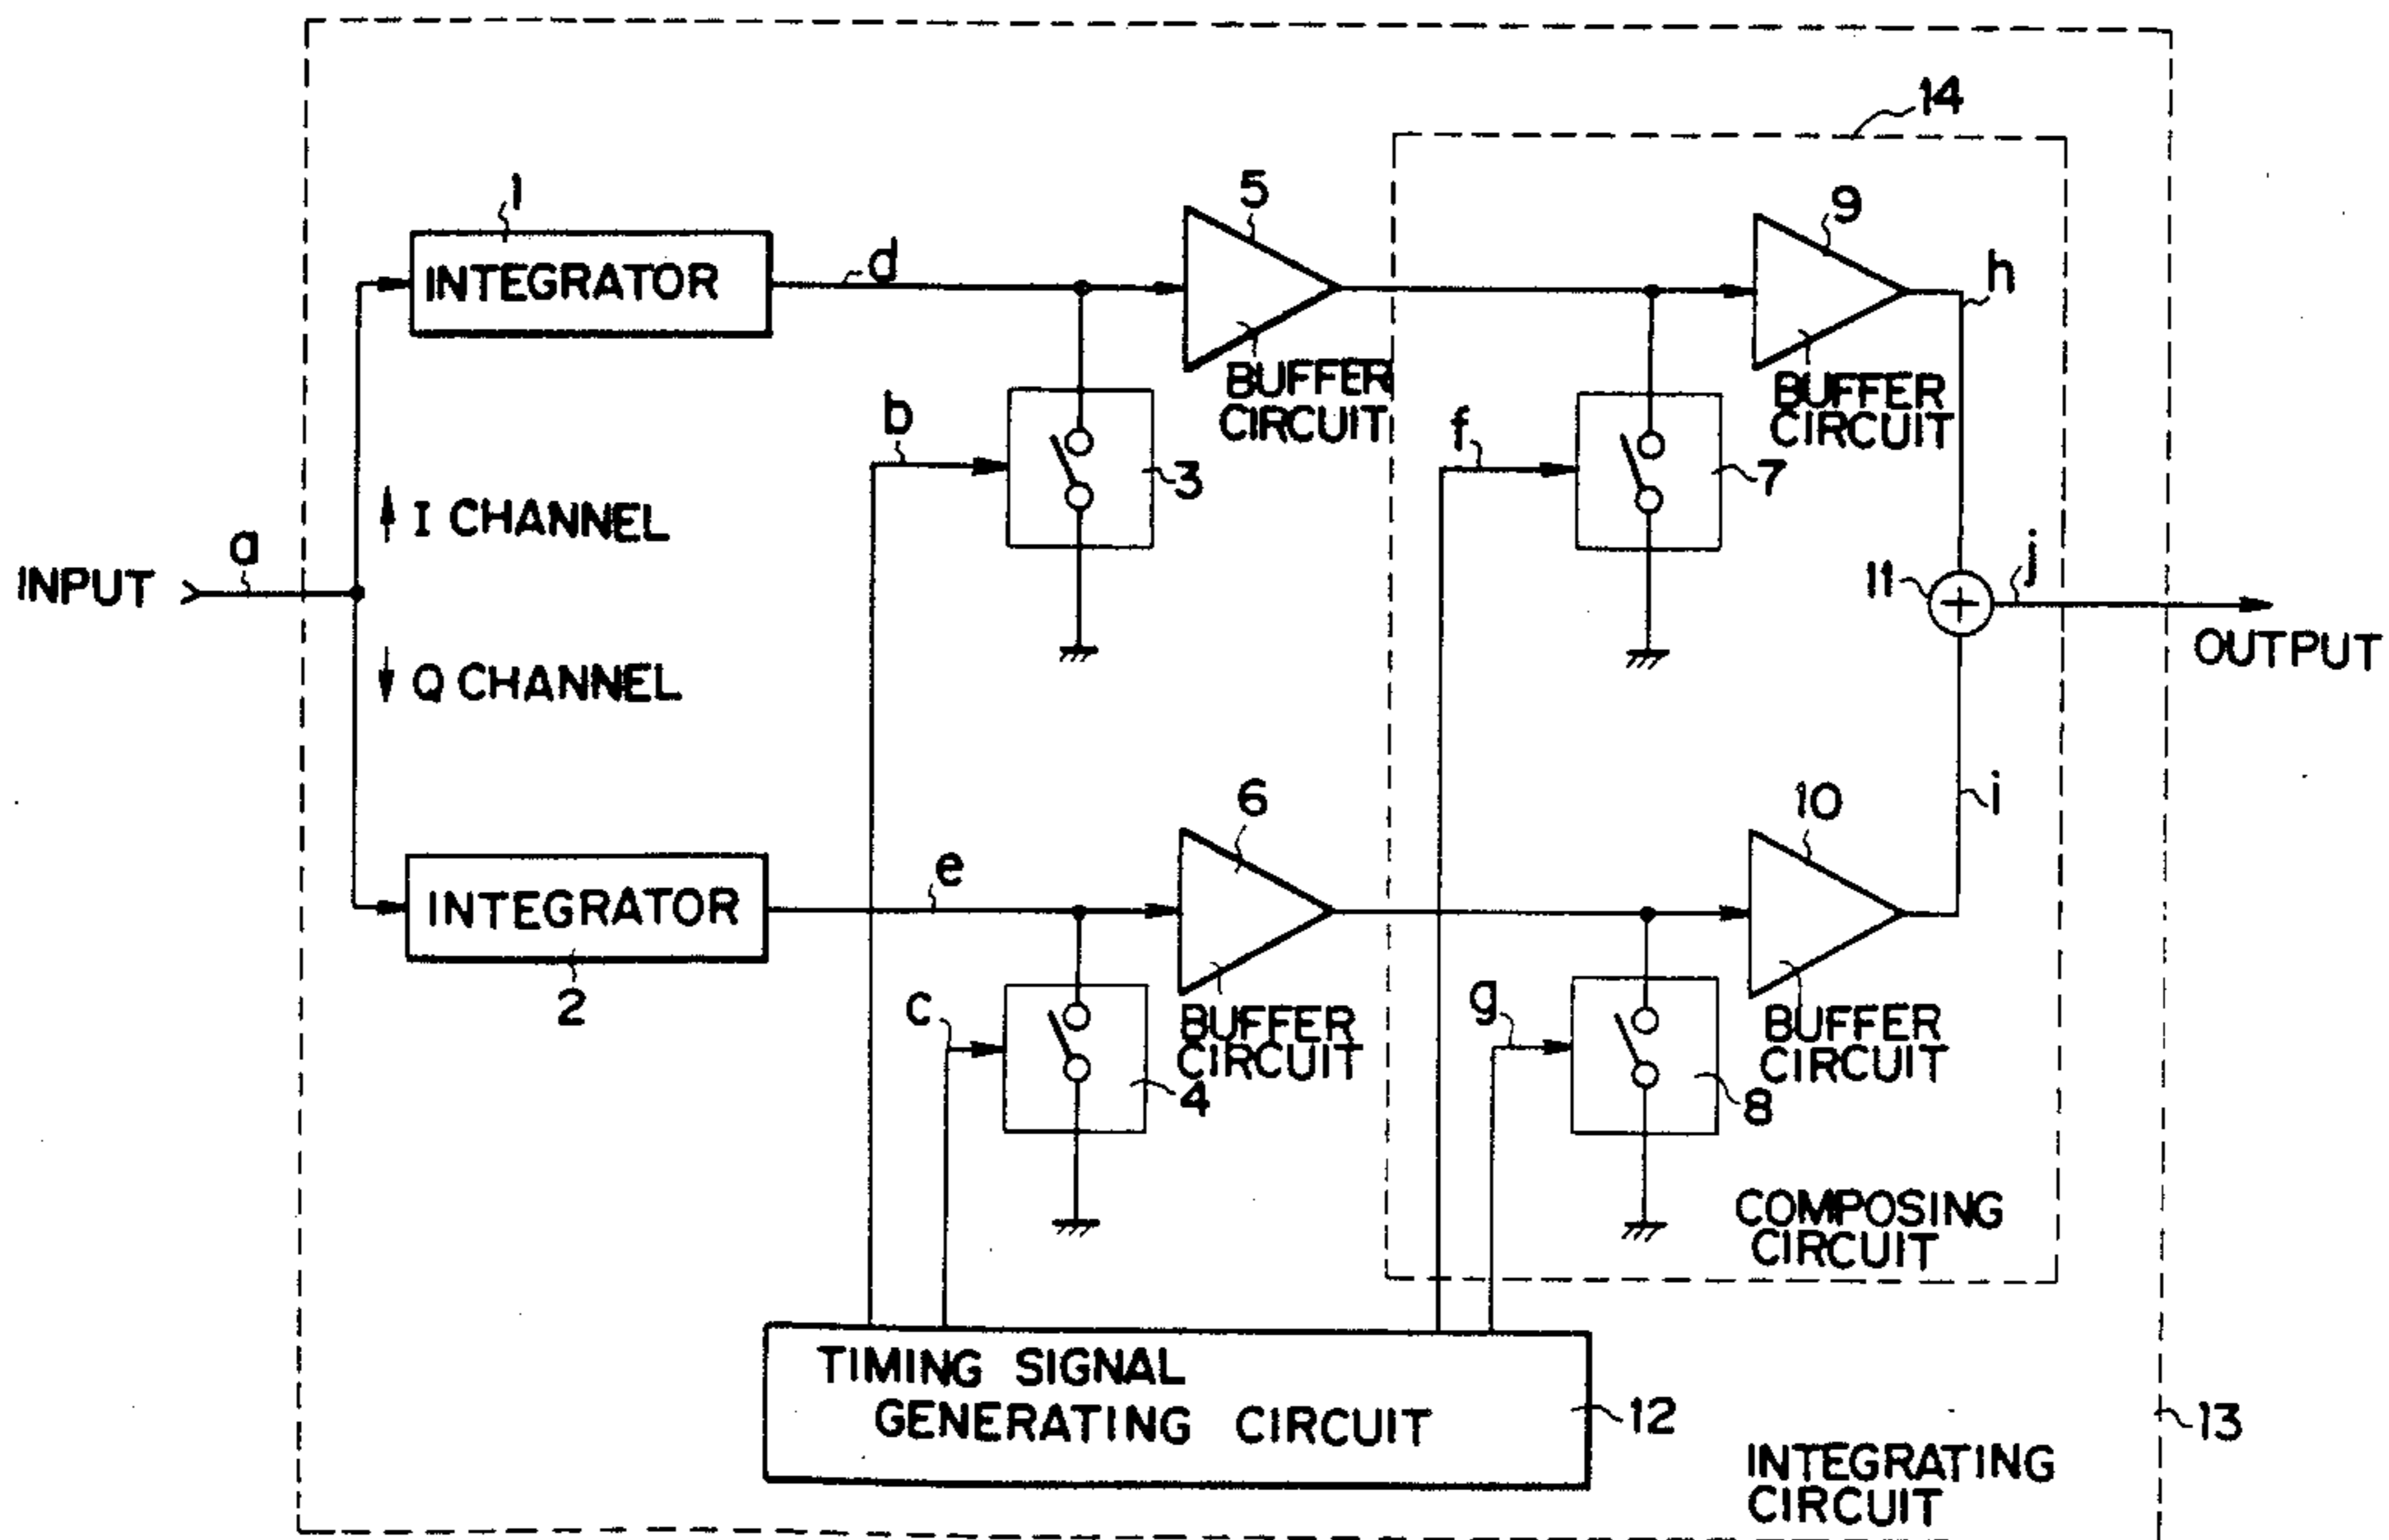 14
1
INTEGRATOR
d
5
BUFFER
CIRCUIT
9
BUFFER
CIRCUIT
h
b
3
f
7
I CHANNEL
a
INPUT
Q CHANNEL
11
+
j
OUTPUT
INTEGRATOR
2
e
6
BUFFER
CIRCUIT
10
BUFFER
CIRCUIT
i
c
4
g
8
COMPOSING
CIRCUIT
TIMING SIGNAL
GENERATING CIRCUIT
12
13
INTEGRATING
CIRCUIT